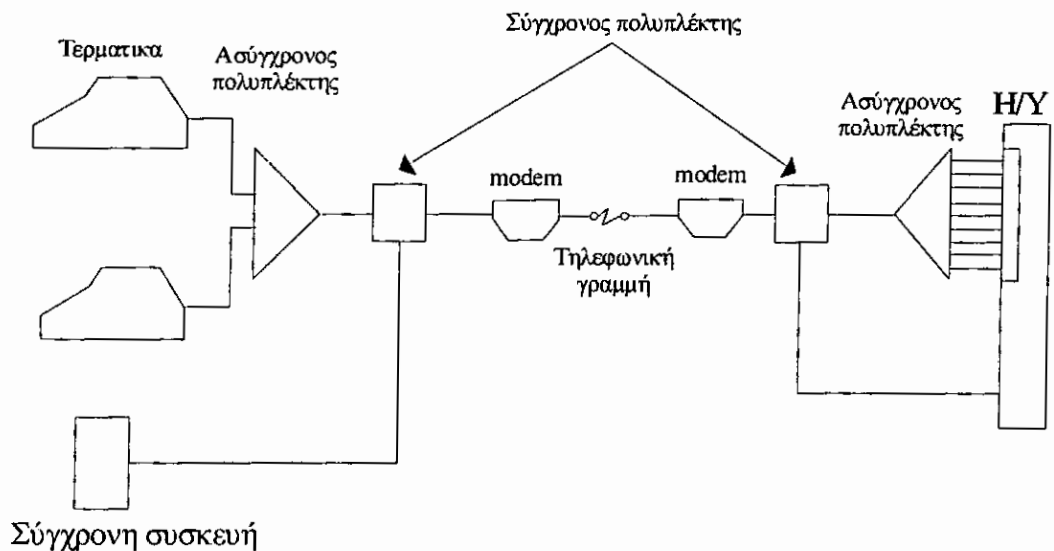 Σύγχρονος πολυπλέκτης
Τερματικα
Ασύγχρονος
πολυπλέκτης
Ασύγχρονος
πολυπλέκτης
Η/Υ
modem
modem
Τηλεφωνική
γραμμή
Σύγχρονη συσκευή